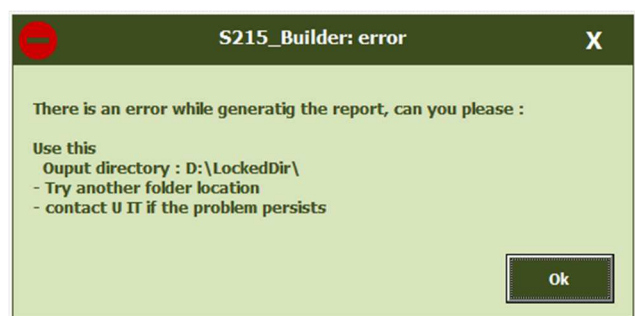 S215_Builder: error
X
There is an error while generatig the report, can you please :
Use this
Ouput directory : D:\LockedDir\
- Try another folder location
- contact U IT if the problem persists
Ok